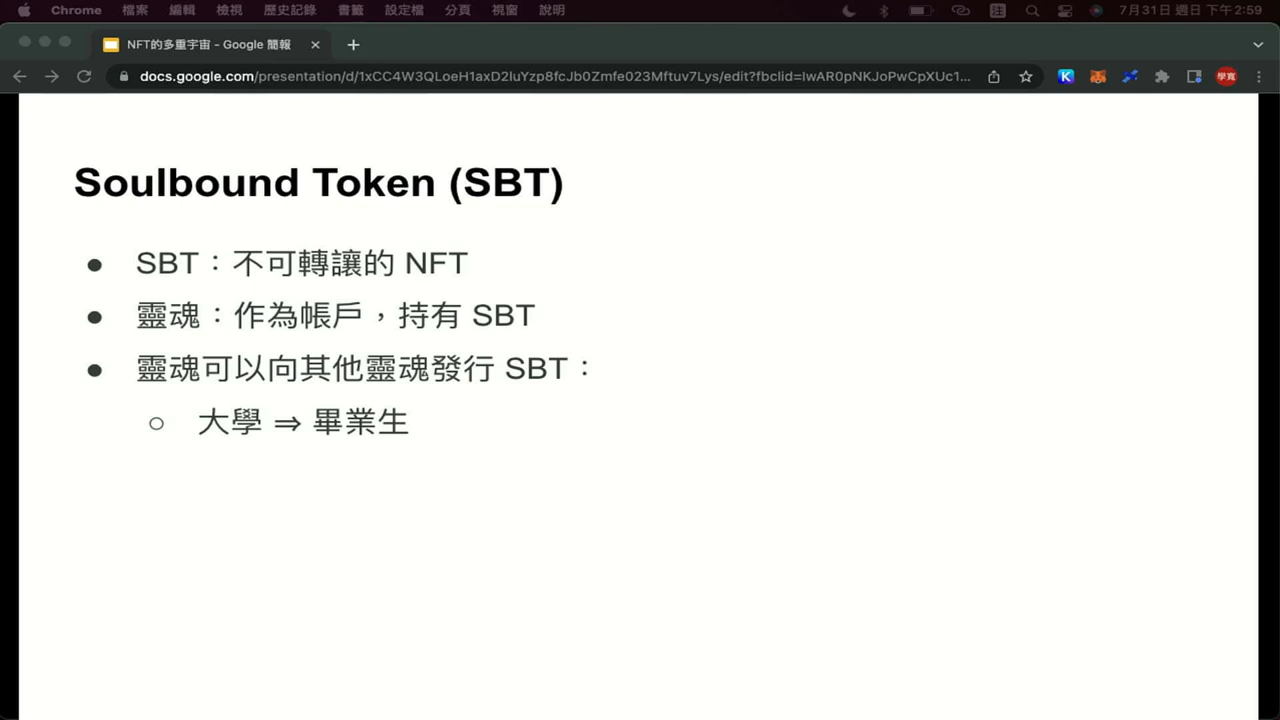 Chrome 檔案 編輯 檢視 歷史記錄 書籤 設定檔 分頁 視窗 說明 注 7月31日 週日 下午2:59
NFT的多重宇宙 - Google 簡報
docs.google.com/presentation/d/1xCC4W3QLoeH1axD2luYzp8fcJb0Zmfe023Mftuv7Lys/edit?fbclid=IwAR0pNKJoPwCpXUc1... K 學寬
Soulbound Token (SBT)
● SBT：不可轉讓的 NFT
● 靈魂：作為帳戶，持有 SBT
● 靈魂可以向其他靈魂發行 SBT：
○ 大學 ⇒ 畢業生